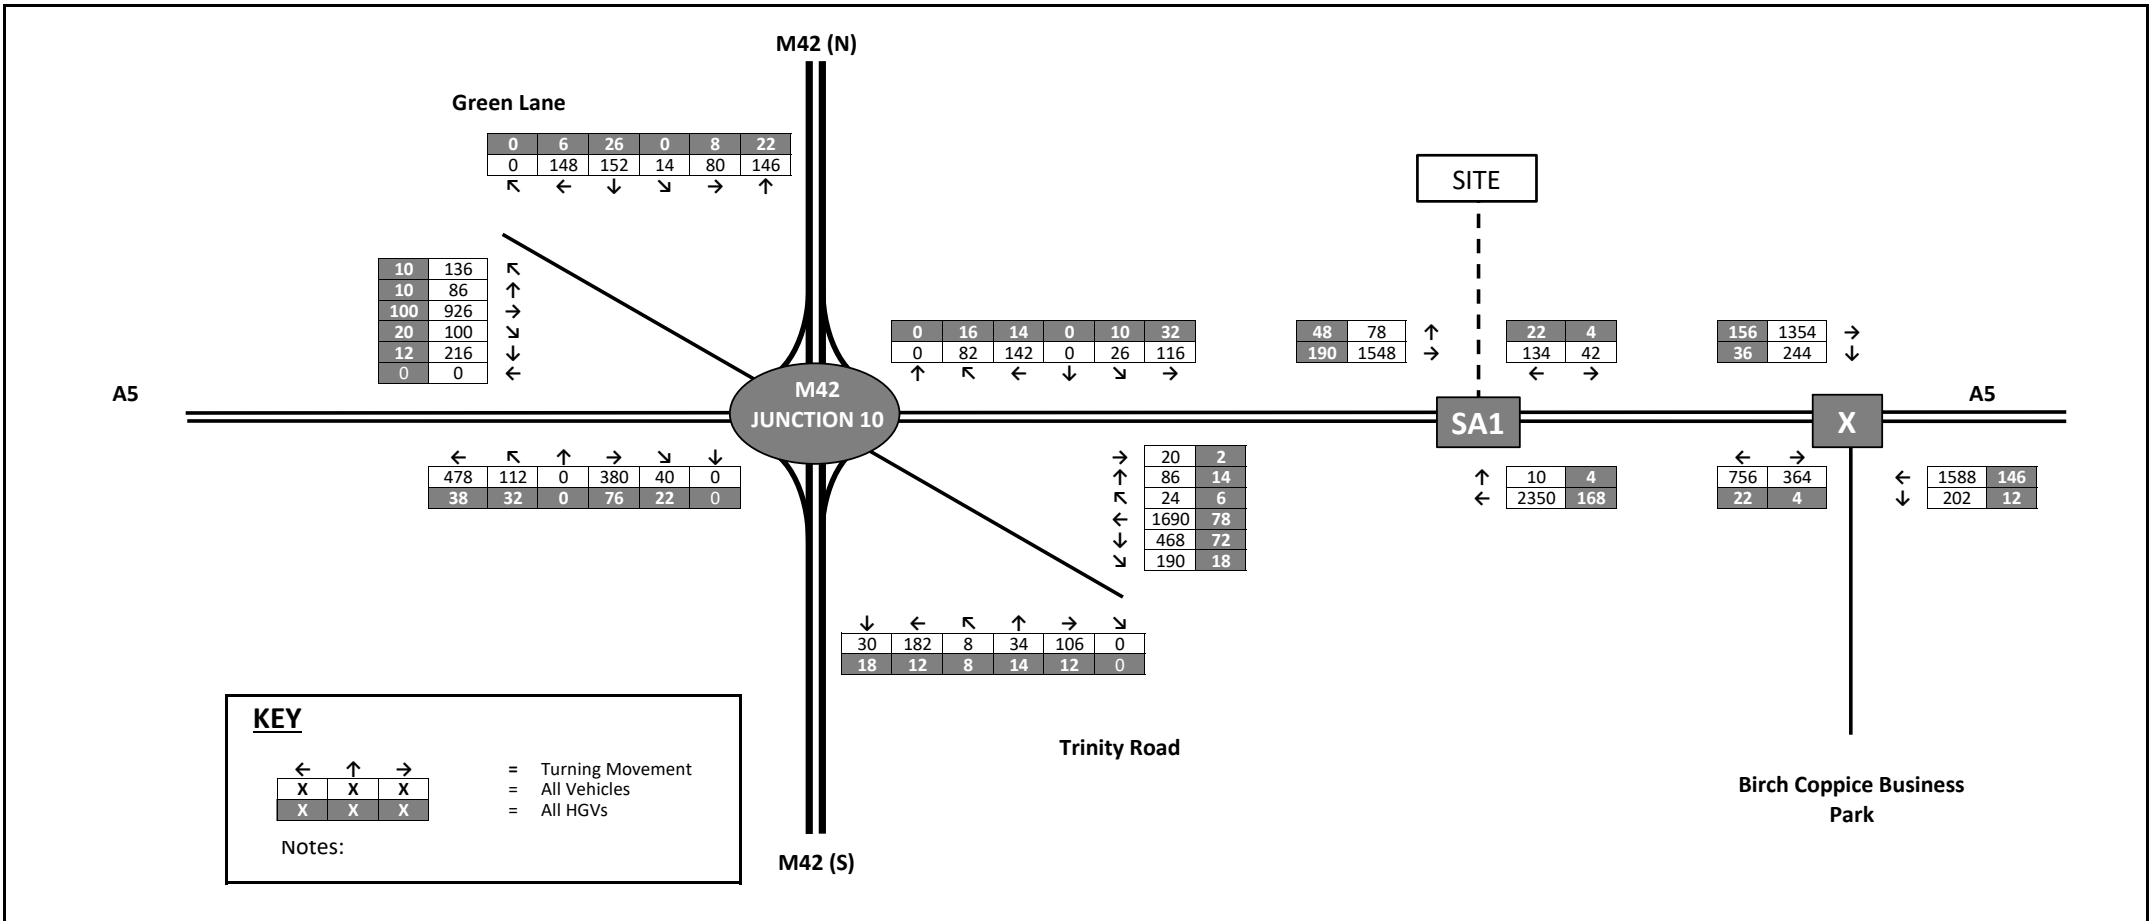 M42 (N)
Green Lane
0 6 26 0 8 22
0 148 152 14 80 146
↖ ← ↓ ↘ → ↑
SITE
10 136 ↖
10 86 ↑
100 926 →
20 100 ↘
12 216 ↓
0 0 ←
0 16 14 0 10 32
0 82 142 0 26 116
↑ ↖ ← ↓ ↘ →
48 78 ↑
190 1548 →
22 4
134 42
← →
156 1354 →
36 244 ↓
A5
M42
JUNCTION 10
SA1
X
A5
← ↖ ↑ → ↘ ↓
478 112 0 380 40 0
38 32 0 76 22 0
→ 20 2
↑ 86 14
↖ 24 6
← 1690 78
↓ 468 72
↘ 190 18
↑ 10 4
← 2350 168
← →
756 364
22 4
← 1588 146
↓ 202 12
↓ ← ↖ ↑ → ↘
30 182 8 34 106 0
18 12 8 14 12 0
KEY
← ↑ → = Turning Movement
X X X = All Vehicles
X X X = All HGVs
Notes:
Trinity Road
Birch Coppice Business
Park
M42 (S)